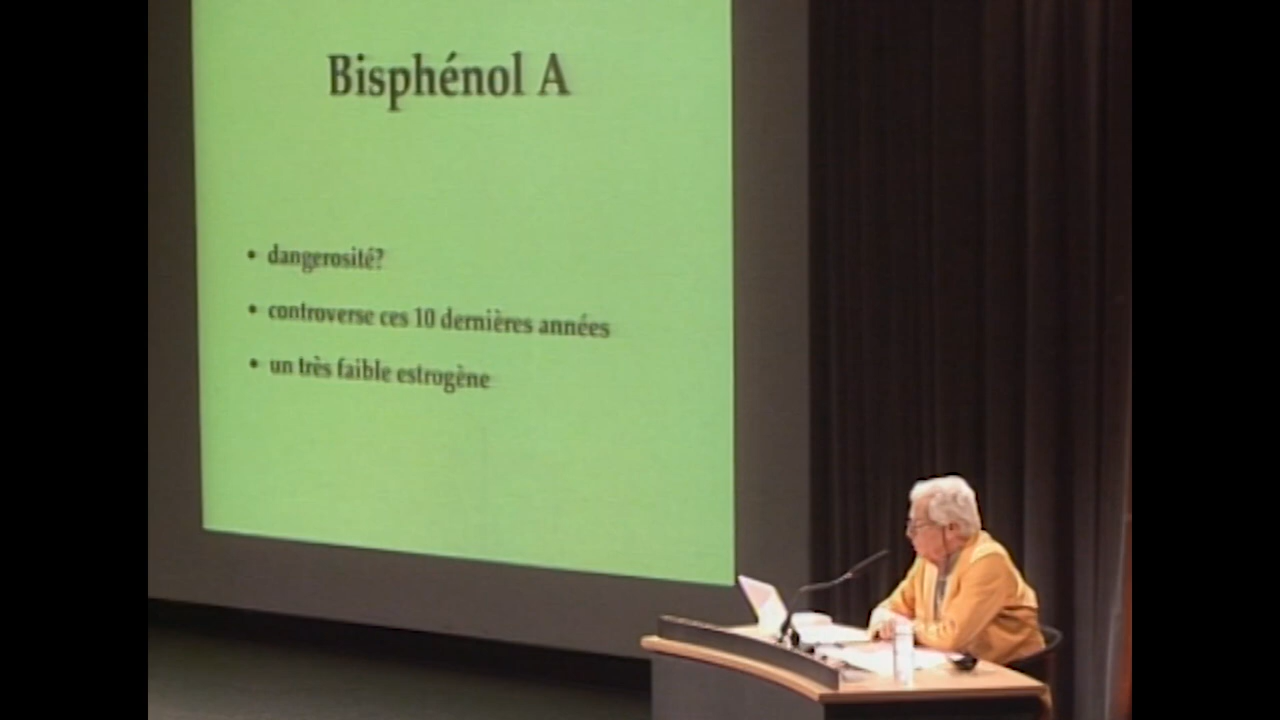 Bisphénol A
• dangerosité?
• controverse ces 10 dernières années
• un très faible estrogène